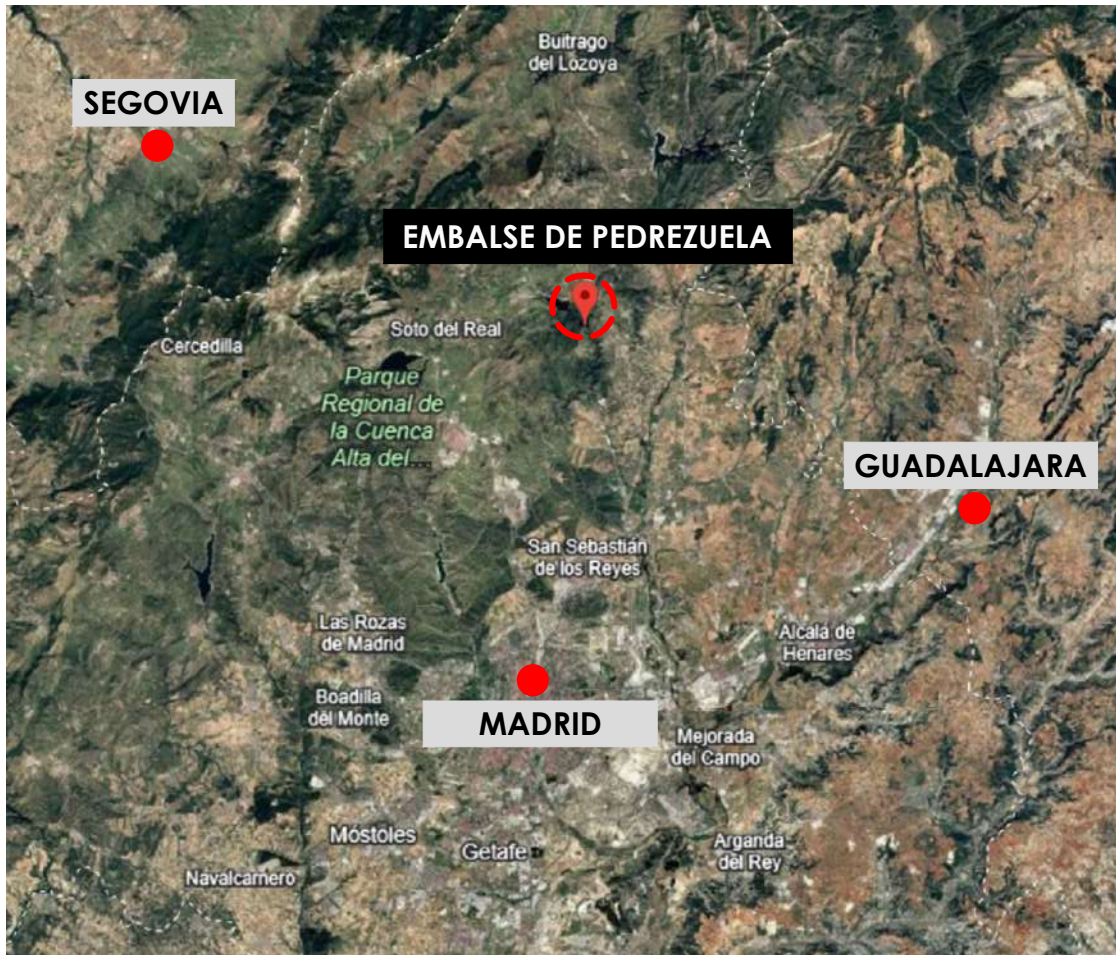 Buitrago
del Lozoya
SEGOVIA
EMBALSE DE PEDREZUELA
Soto del Real
Cercedilla
Parque
Regional de
la Cuenca
Alta del...
GUADALAJARA
San Sebastián
de los Reyes
Las Rozas
de Madrid
Alcalá de
Henares
Boadilla
del Monte
MADRID
Mejorada
del Campo
Móstoles
Getafe
Arganda
del Rey
Navalcarnero